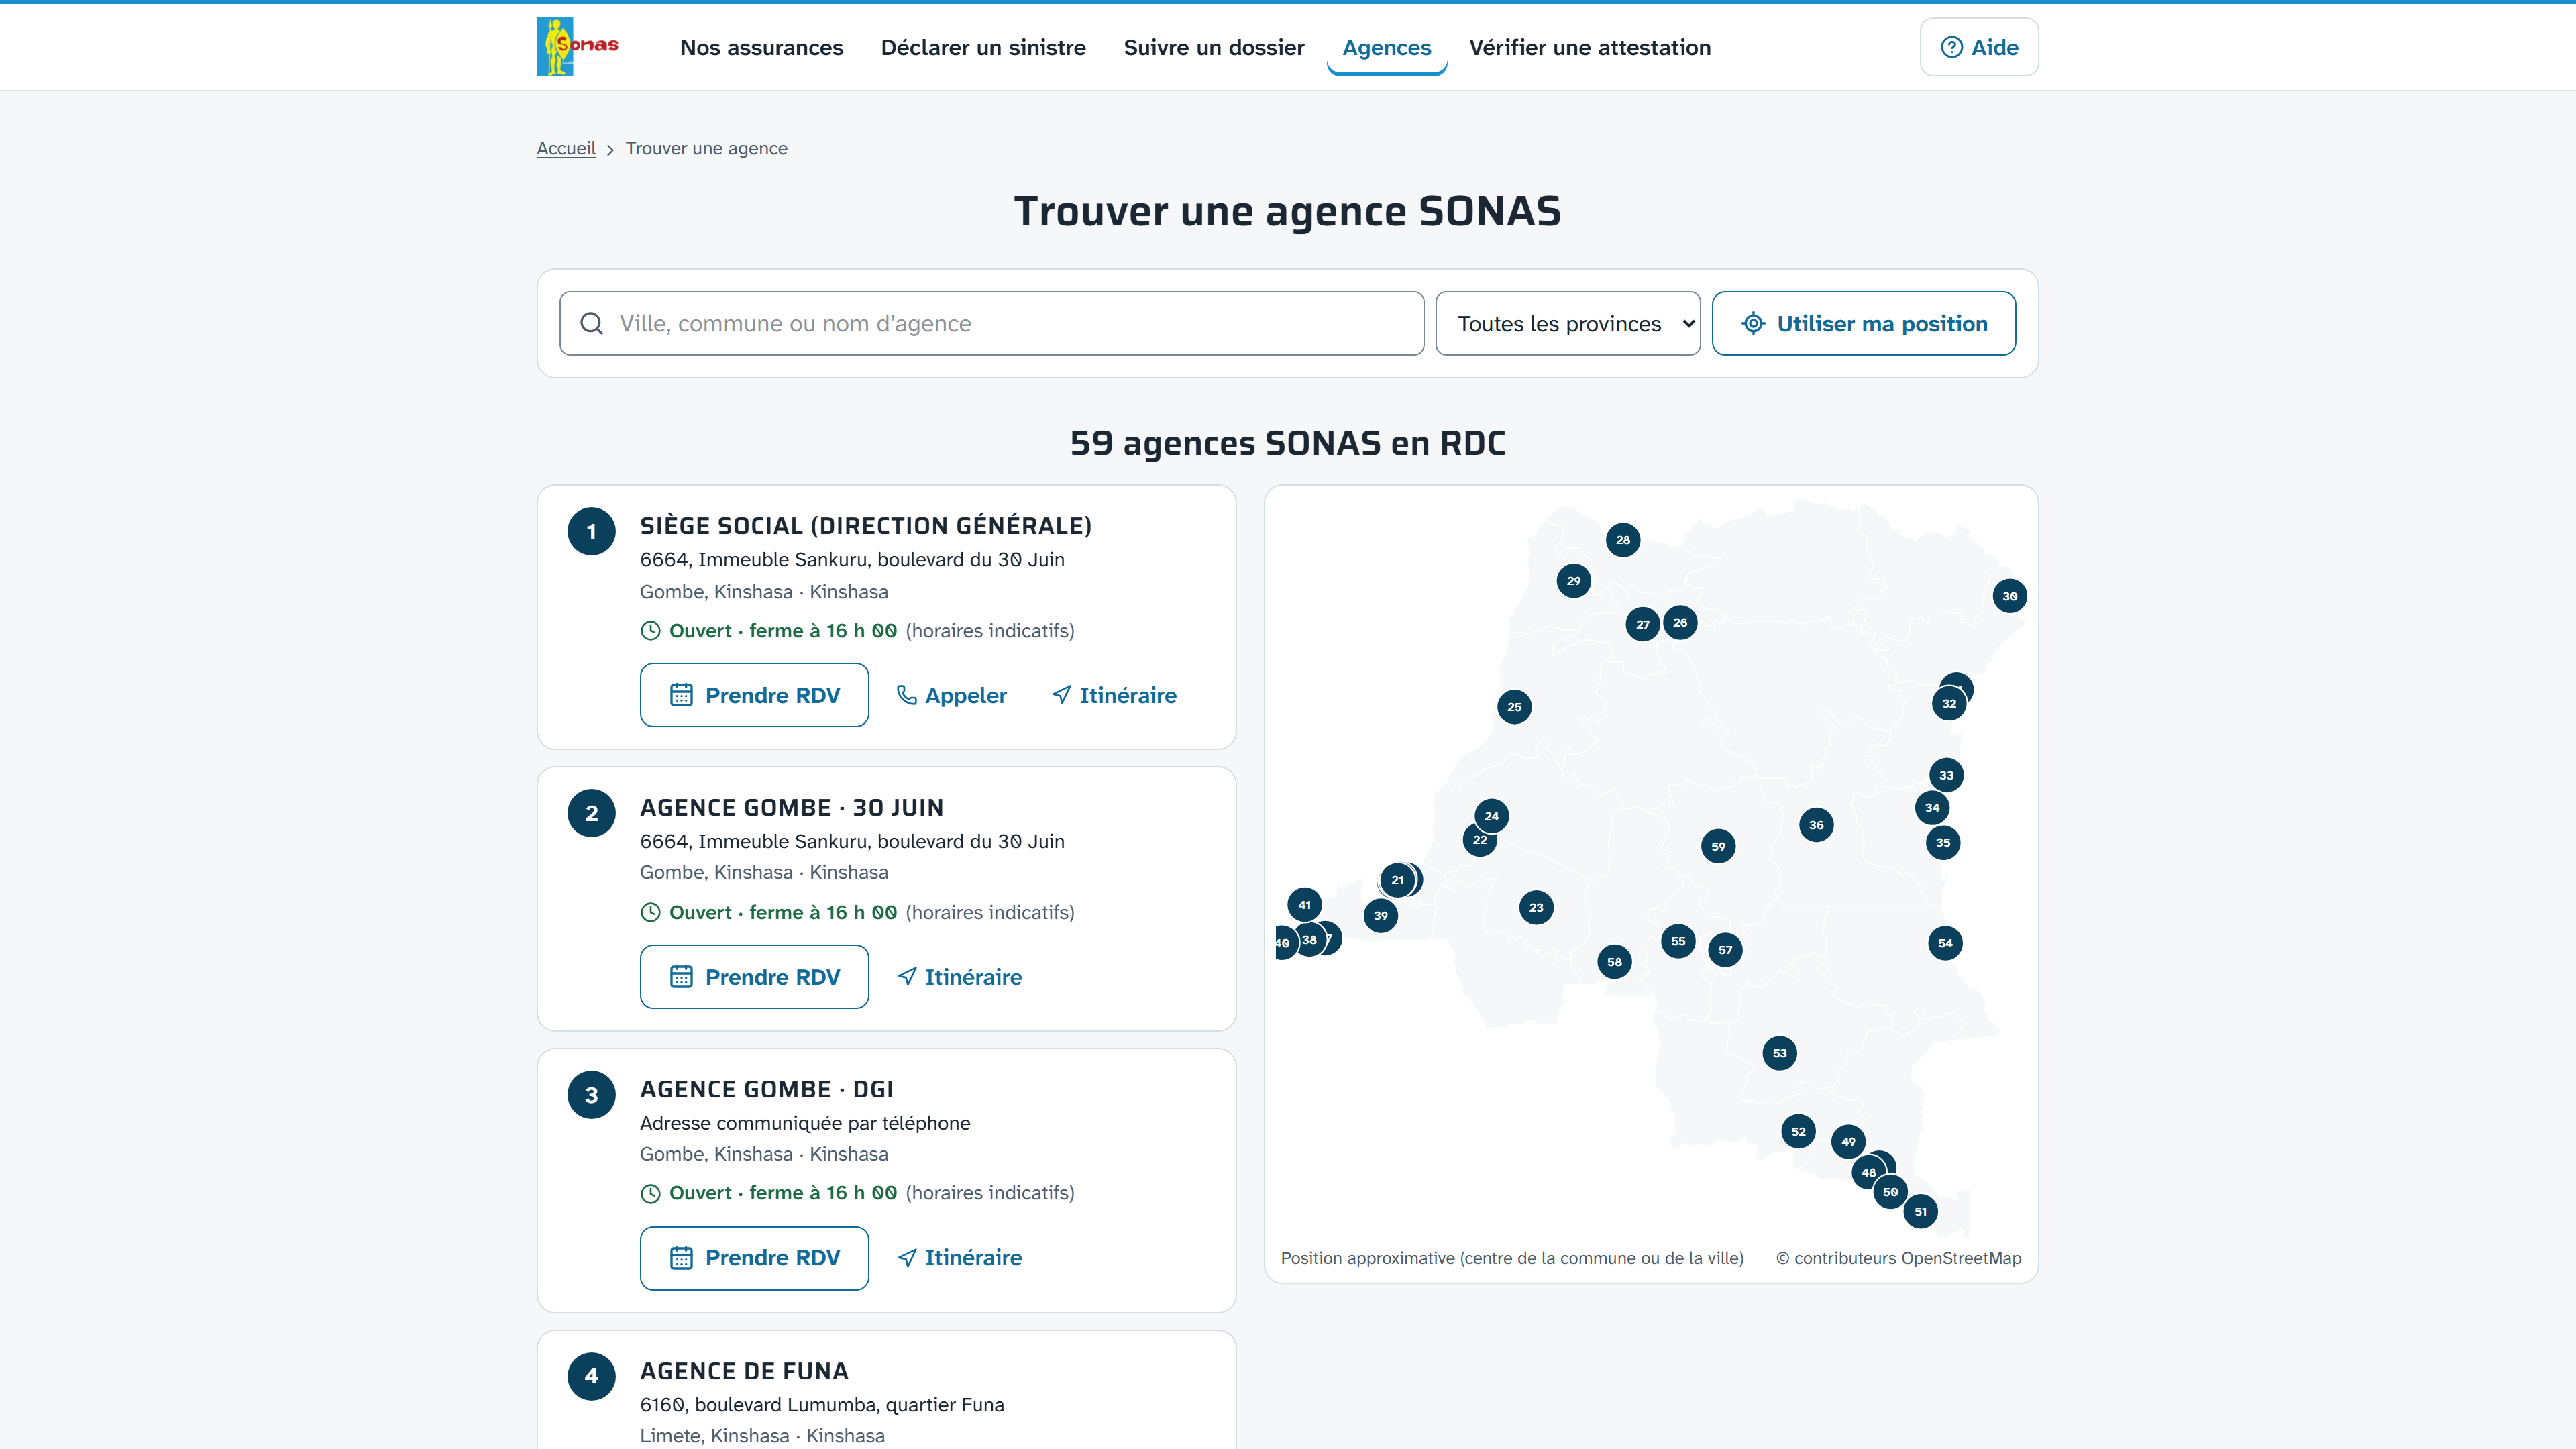 Sonas
Nos assurances
Déclarer un sinistre
Suivre un dossier
Agences
Vérifier une attestation
Aide
Accueil > Trouver une agence
Trouver une agence SONAS
Ville, commune ou nom d’agence
Toutes les provinces
Utiliser ma position
59 agences SONAS en RDC
1
SIÈGE SOCIAL (DIRECTION GÉNÉRALE)
6664, Immeuble Sankuru, boulevard du 30 Juin
Gombe, Kinshasa · Kinshasa
Ouvert · ferme à 16 h 00 (horaires indicatifs)
Prendre RDV
Appeler
Itinéraire
2
AGENCE GOMBE · 30 JUIN
6664, Immeuble Sankuru, boulevard du 30 Juin
Gombe, Kinshasa · Kinshasa
Ouvert · ferme à 16 h 00 (horaires indicatifs)
Prendre RDV
Itinéraire
3
AGENCE GOMBE · DGI
Adresse communiquée par téléphone
Gombe, Kinshasa · Kinshasa
Ouvert · ferme à 16 h 00 (horaires indicatifs)
Prendre RDV
Itinéraire
4
AGENCE DE FUNA
6160, boulevard Lumumba, quartier Funa
Limete, Kinshasa · Kinshasa
28
29
30
27
26
32
25
33
34
24
36
22
35
59
21
41
23
39
40
38
7
55
54
57
58
53
52
49
48
50
51
Position approximative (centre de la commune ou de la ville)
© contributeurs OpenStreetMap